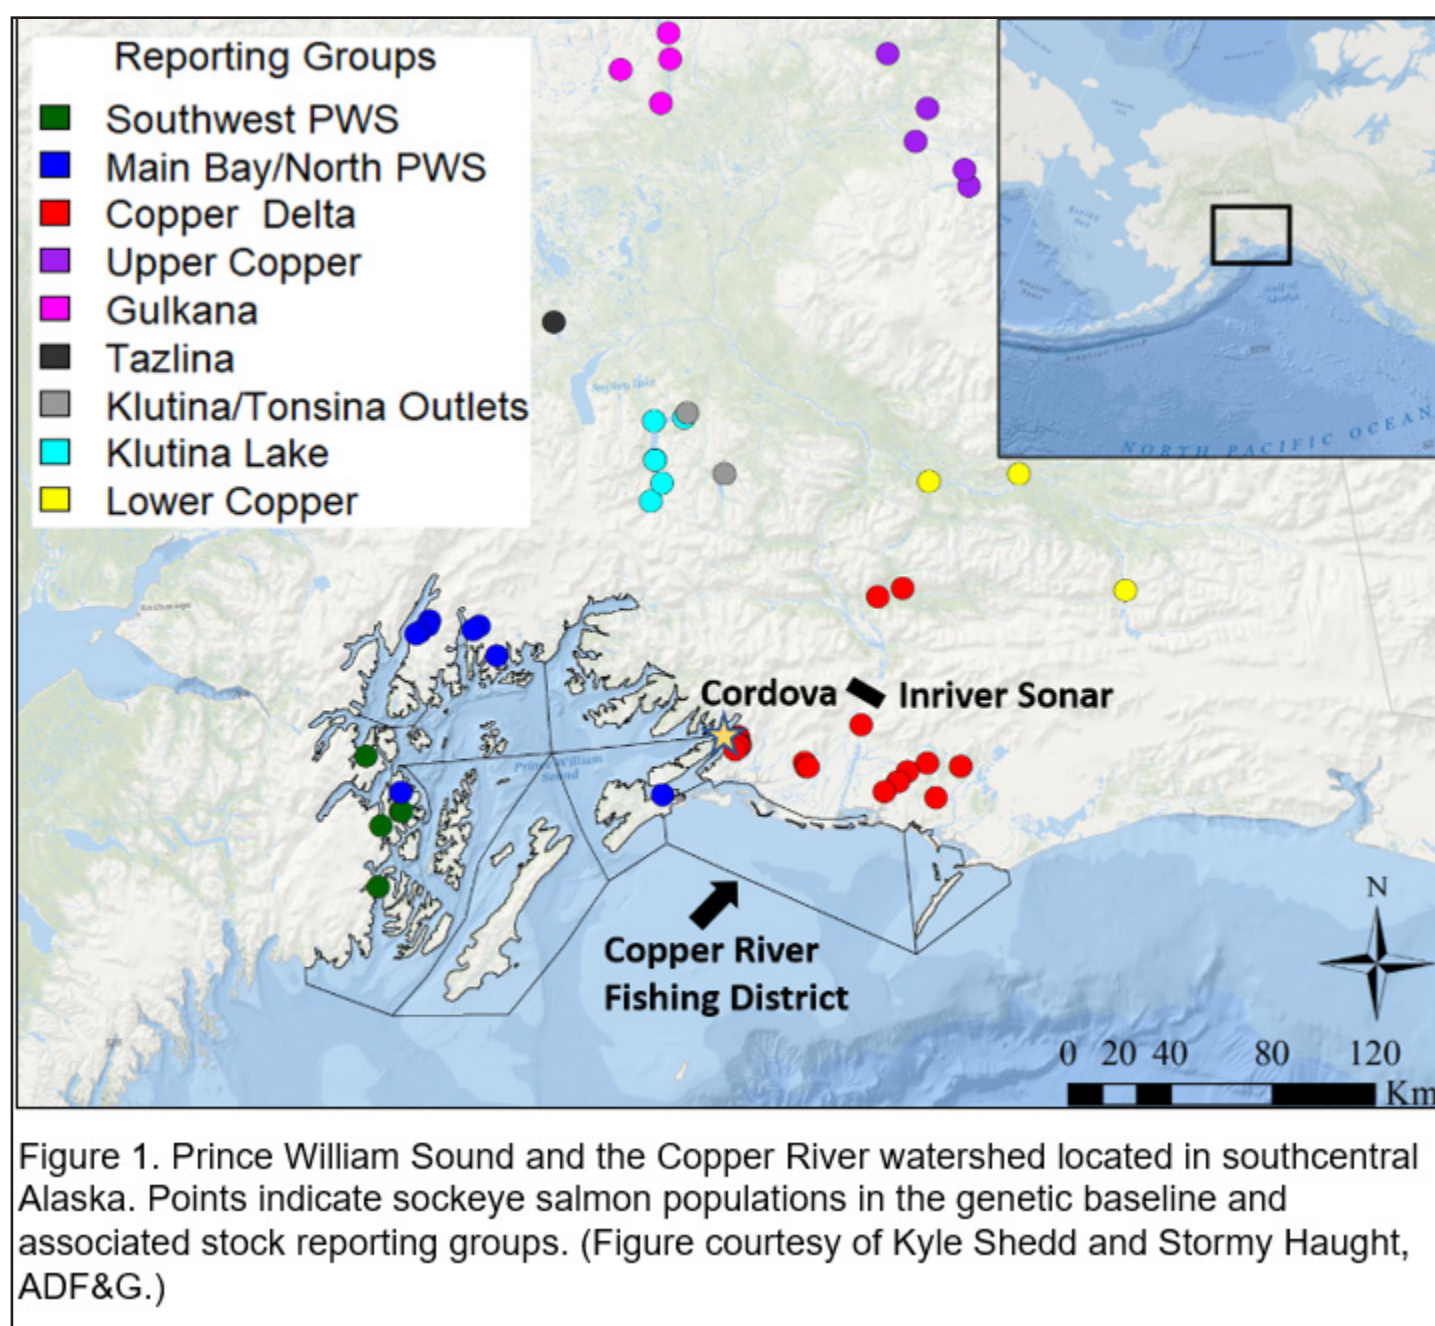 Reporting Groups
Southwest PWS
Main Bay/North PWS
Copper Delta
Upper Copper
Gulkana
Tazlina
Klutina/Tonsina Outlets
Klutina Lake
Lower Copper
NORTH PACIFIC OCEAN
Cordova
Inriver Sonar
Prince William
Sound
Copper River
Fishing District
N
0 20 40 80 120
Km
Figure 1. Prince William Sound and the Copper River watershed located in southcentral
Alaska. Points indicate sockeye salmon populations in the genetic baseline and
associated stock reporting groups. (Figure courtesy of Kyle Shedd and Stormy Haught,
ADF&G.)